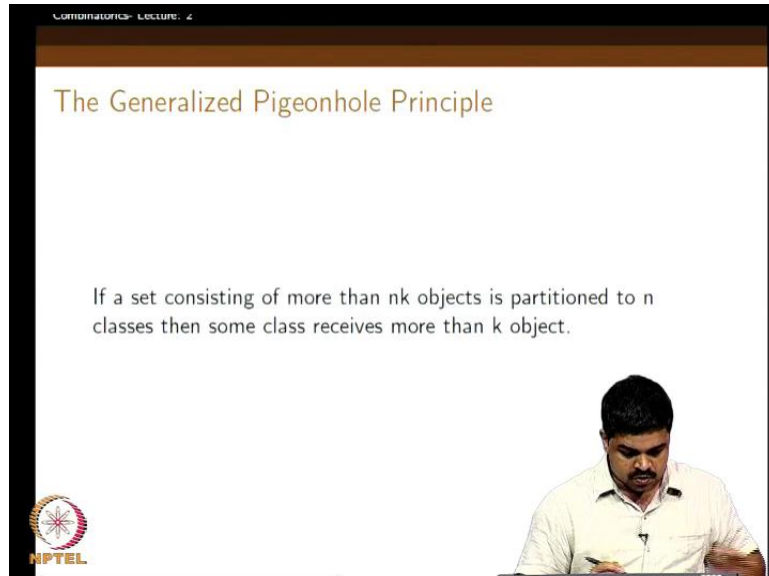 Combinatorics- Lecture: 2
The Generalized Pigeonhole Principle
If a set consisting of more than nk objects is partitioned to n
classes then some class receives more than k object.
NPTEL